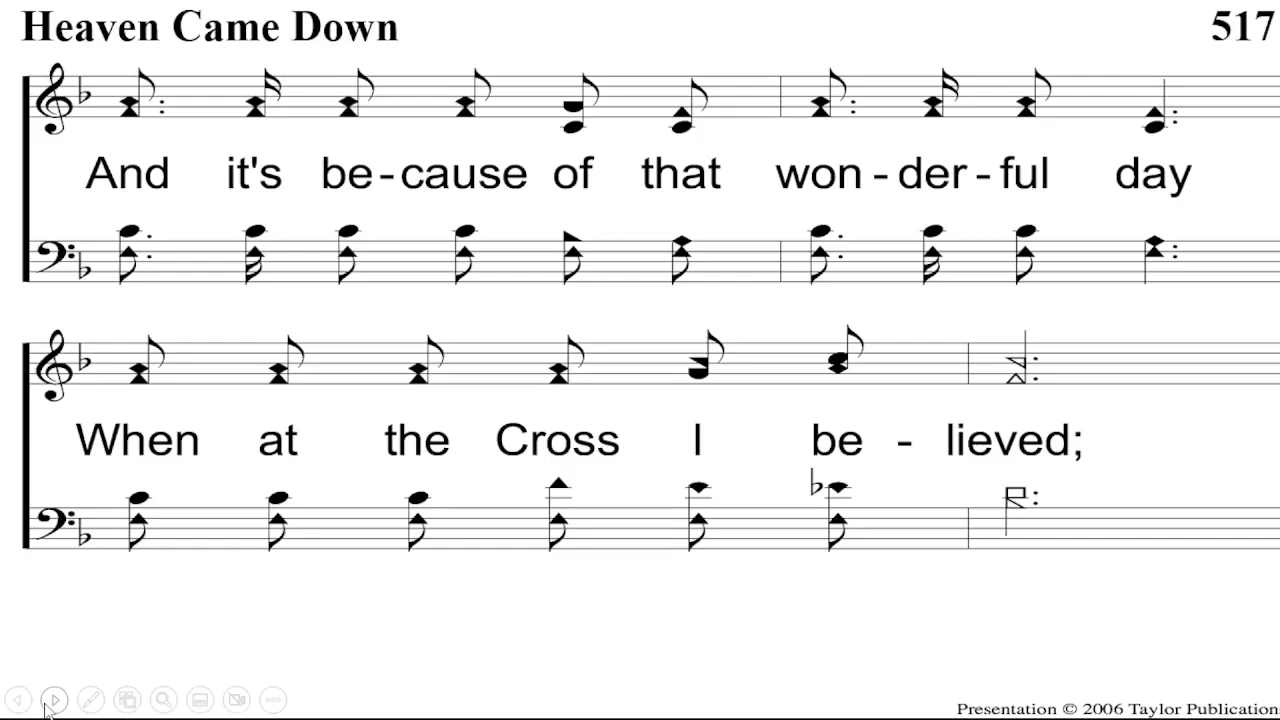 Heaven Came Down 517
And it's be-cause of that won-der-ful day
When at the Cross I be-lieved;
Presentation © 2006 Taylor Publications